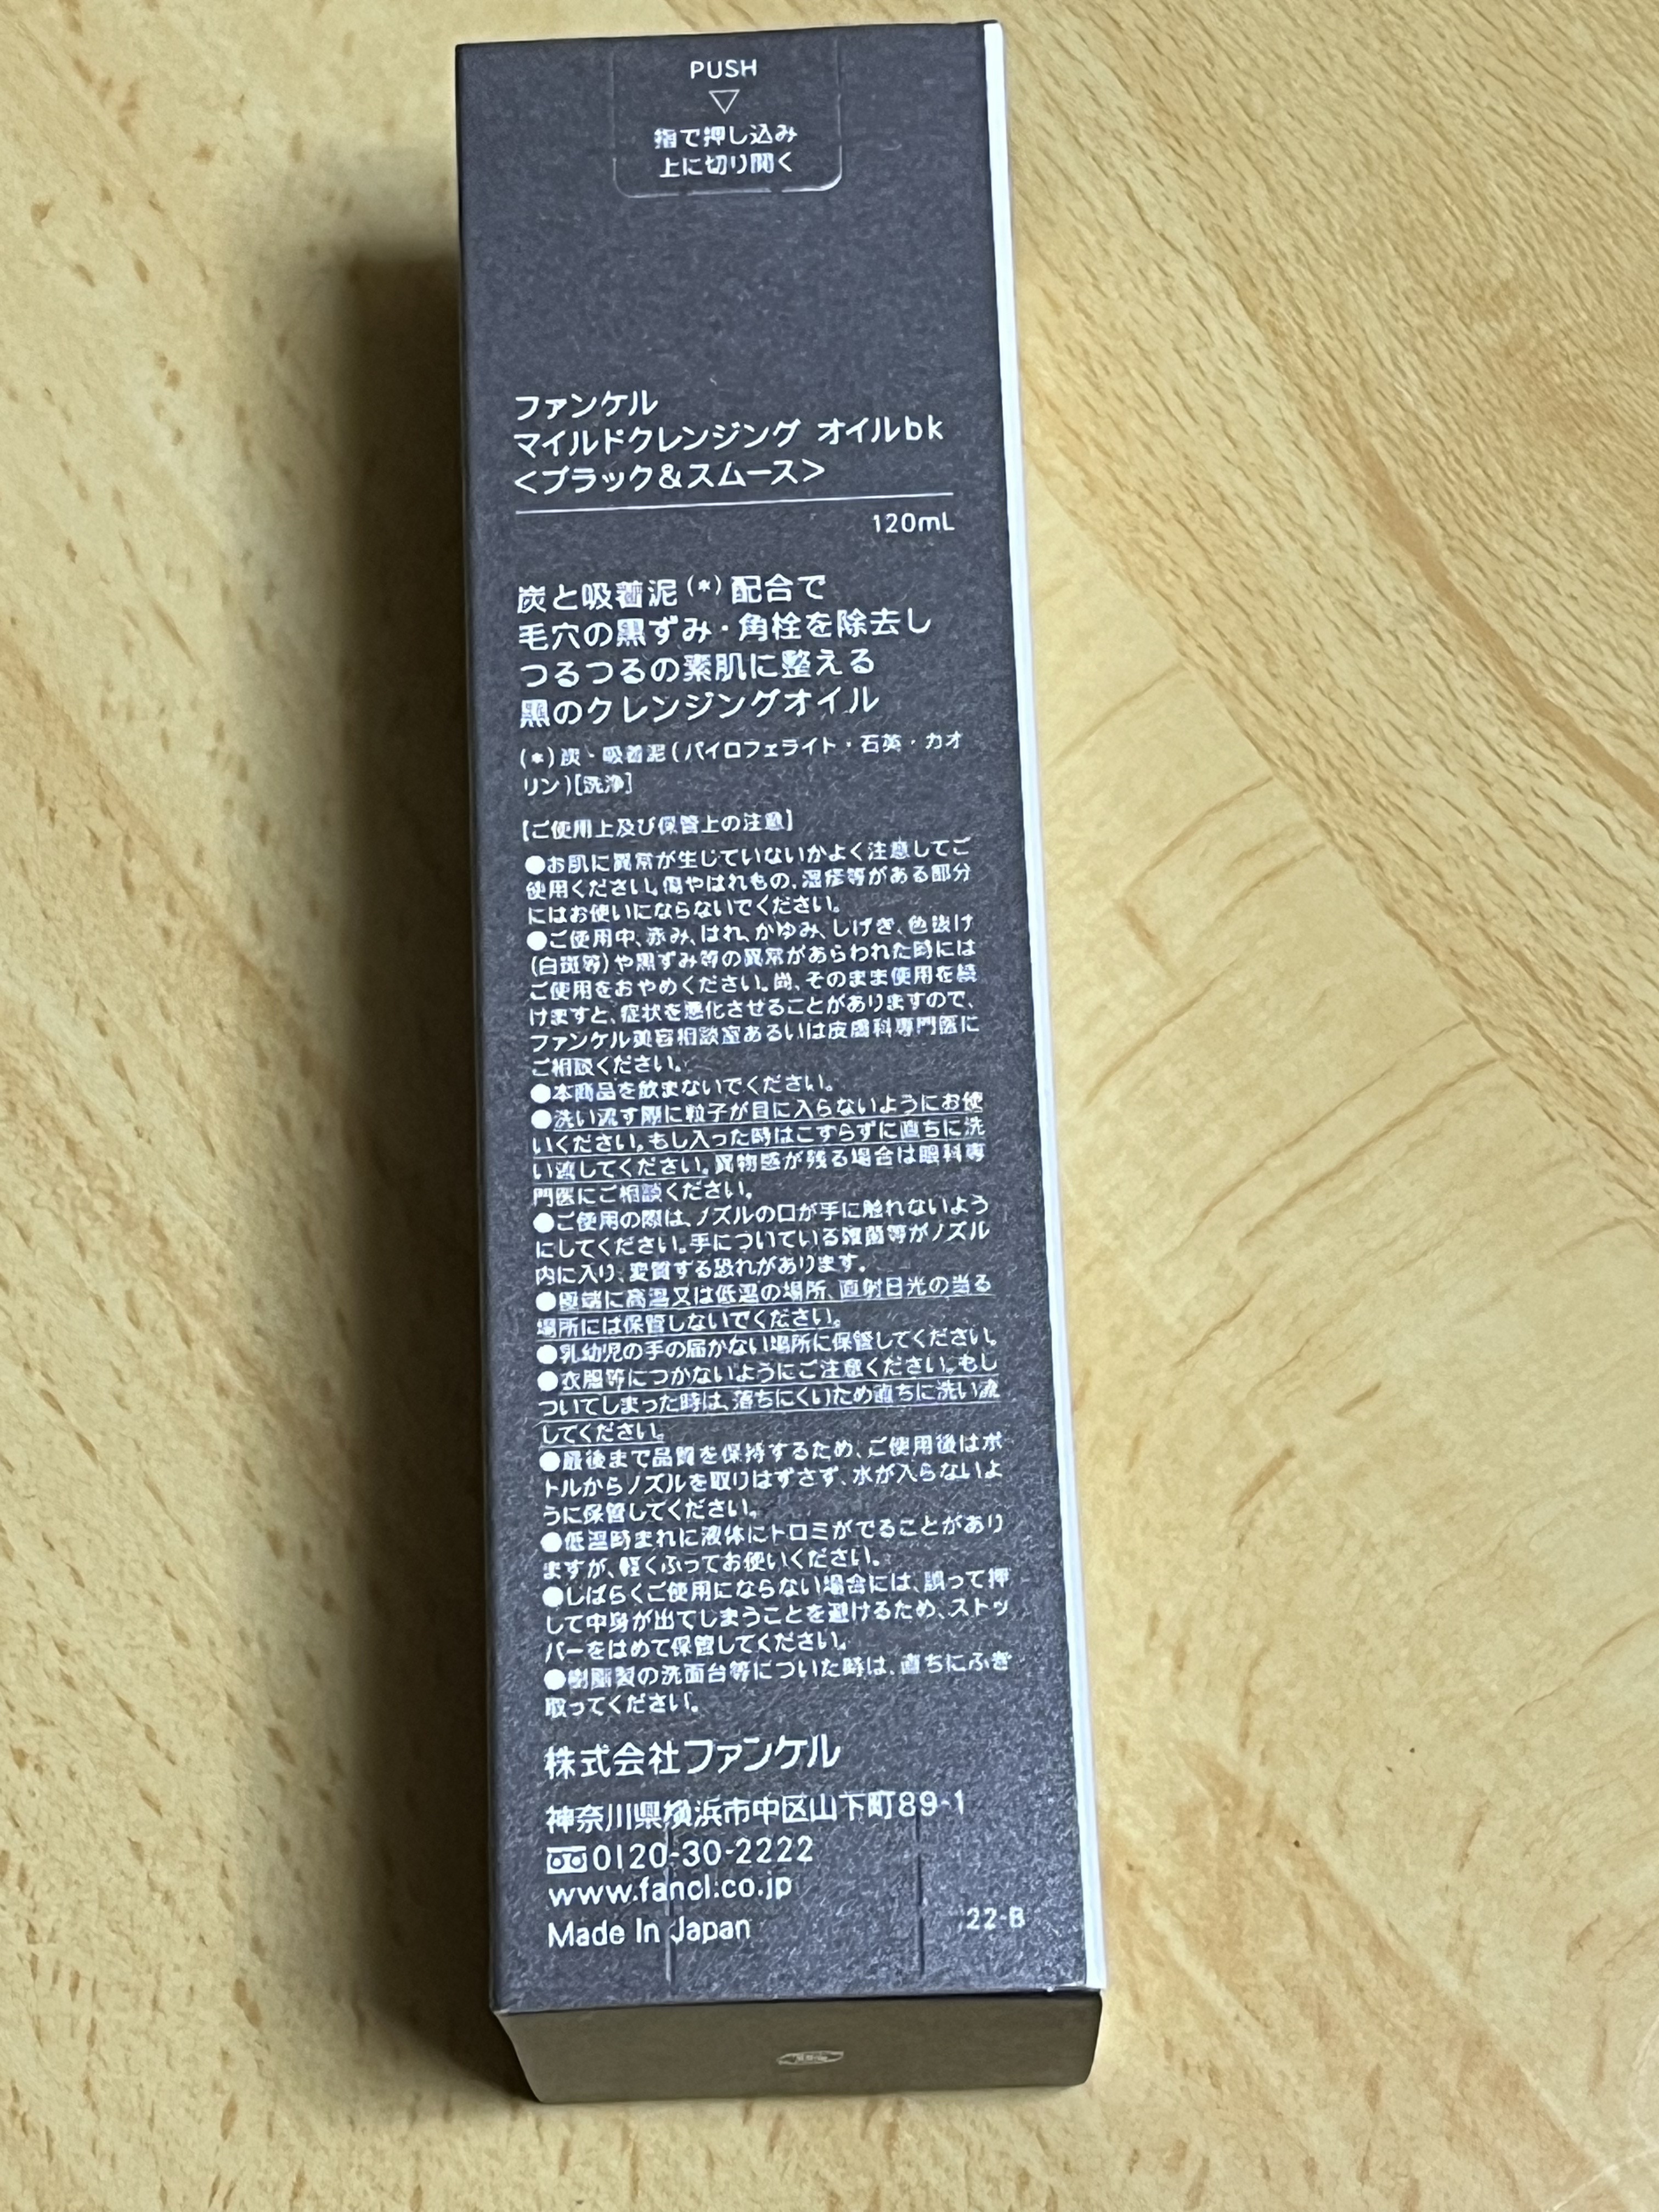 PUSH
指で押し込み
上に切り開く
ファンケル
マイルドクレンジング オイルbk
＜ブラック＆スムース＞
120mL
炭と吸着泥(*)配合で
毛穴の黒ずみ・角栓を除去し
つるつるの素肌に整える
黒のクレンジングオイル
(*)炭・吸着泥(パイロフェライト・石英・カオ
リン)[洗浄]
【ご使用上及び保管上の注意】
●お肌に異常が生じていないかよく注意してご
使用ください。傷やはれもの、湿疹等がある部分
にはお使いにならないでください。
●ご使用中、赤み、はれ、かゆみ、しげき、色抜け
(白斑等)や黒ずみ等の異常があらわれた時には
ご使用をおやめください。尚、そのまま使用を続
けますと、症状を悪化させることがありますので、
ファンケル美容相談室あるいは皮膚科専門医に
ご相談ください。
●本商品を飲まないでください。
●洗い流す際に粒子が目に入らないようにお使
いください。もし入った時はこすらずに直ちに洗
い流してください。異物感が残る場合は眼科専
門医にご相談ください。
●ご使用の際は、ノズルの口が手に触れないよう
にしてください。手についている雑菌等がノズル
内に入り、変質する恐れがあります。
●極端に高温又は低温の場所、直射日光の当る
場所には保管しないでください。
●乳幼児の手の届かない場所に保管してください。
●衣服等につかないようにご注意ください。もし
ついてしまった時は、落ちにくいため直ちに洗い流
してください。
●最後まで品質を保持するため、ご使用後はボ
トルからノズルを取りはずさず、水が入らないよ
うに保管してください。
●低温時まれに液体にトロミがでることがあり
ますが、軽くふってお使いください。
●しばらくご使用にならない場合には、誤って押
して中身が出てしまうことを避けるため、ストッ
パーをはめて保管してください。
●樹脂製の洗面台等についた時は、直ちにふき
取ってください。
株式会社ファンケル
神奈川県横浜市中区山下町89-1
0120-30-2222
www.fancl.co.jp
Made In Japan
22-B